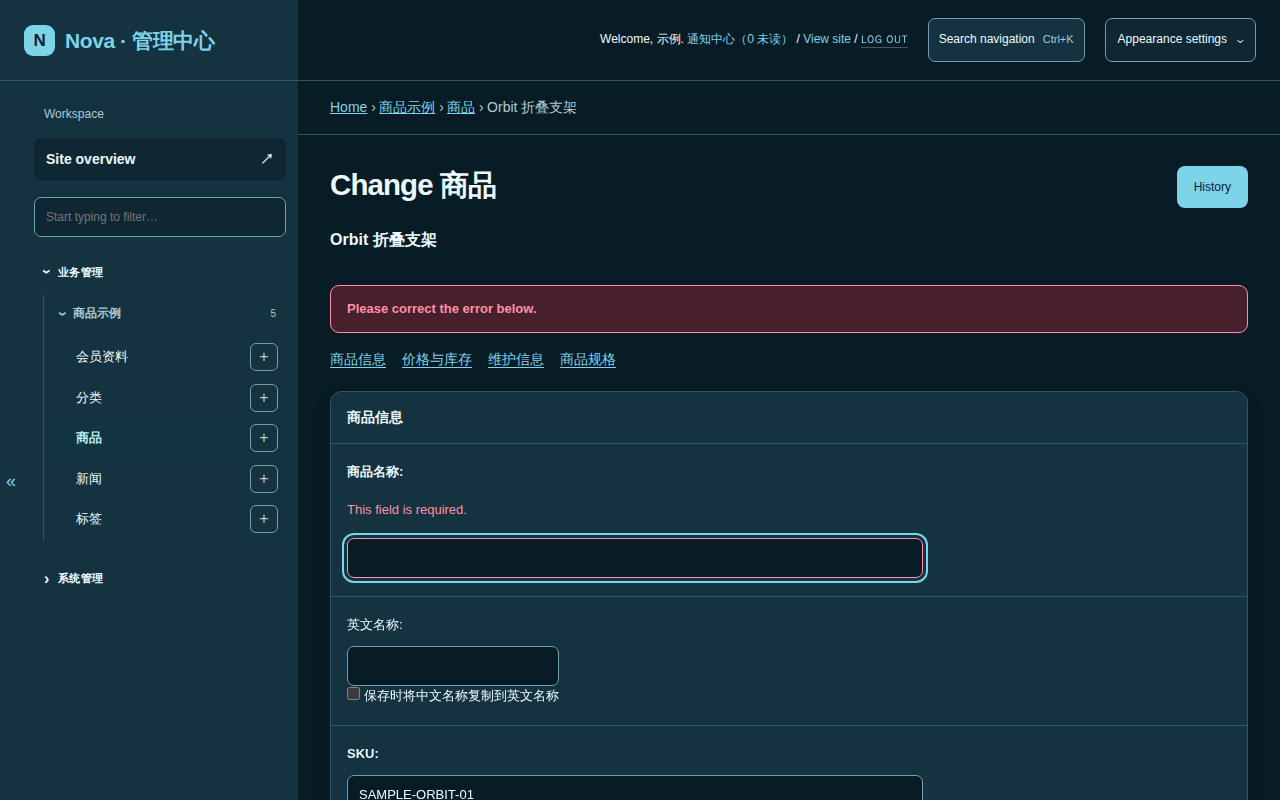 N Nova · 管理中心
Welcome, 示例. 通知中心（0 未读） / View site / LOG OUT
Search navigation Ctrl+K
Appearance settings
Workspace
Site overview
Start typing to filter…
业务管理
商品示例 5
会员资料 +
分类 +
商品 +
新闻 +
标签 +
系统管理
«
Home › 商品示例 › 商品 › Orbit 折叠支架
Change 商品
History
Orbit 折叠支架
Please correct the error below.
商品信息 价格与库存 维护信息 商品规格
商品信息
商品名称:
This field is required.
英文名称:
保存时将中文名称复制到英文名称
SKU:
SAMPLE-ORBIT-01